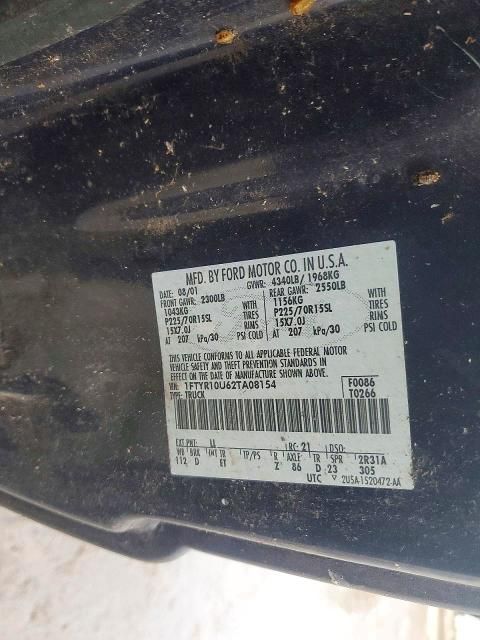 MFD. BY FORD MOTOR CO. IN U.S.A.
DATE: 08/01 GVWR: 4340LB/ 1968KG
FRONT GAWR: 2300LB REAR GAWR: 2550LB
1043KG WITH 1156KG WITH
P225/70R15SL TIRES P225/70R15SL TIRES
15X7.0J RIMS 15X7.0J RIMS
AT 207 kPa/30 PSI COLD AT 207 kPa/30 PSI COLD
THIS VEHICLE CONFORMS TO ALL APPLICABLE FEDERAL MOTOR
VEHICLE SAFETY AND THEFT PREVENTION STANDARDS IN
EFFECT ON THE DATE OF MANUFACTURE SHOWN ABOVE.
VIN: 1FTYR10U62TA08154 F0086
TYPE: TRUCK T0266
EXT PNT: RC: 21 DSO:
WB BRK INT TR TP/PS R AXLE TR SPR 2R31A
112 D ET Z 86 D 23 305
UTC ▽ 2U5A-1520472-AA